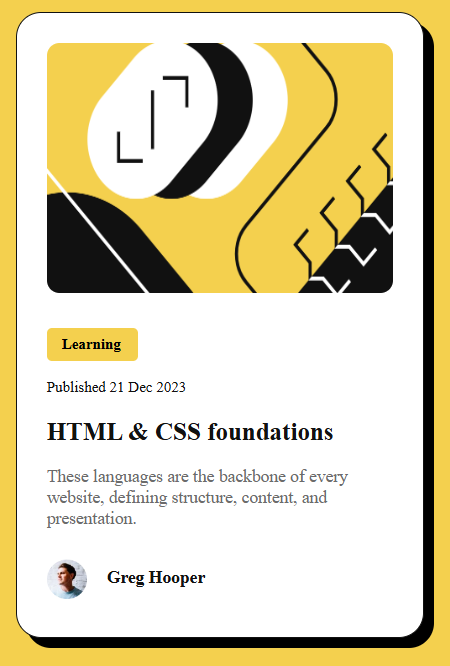 Learning
Published 21 Dec 2023
HTML & CSS foundations
These languages are the backbone of every
website, defining structure, content, and
presentation.
Greg Hooper